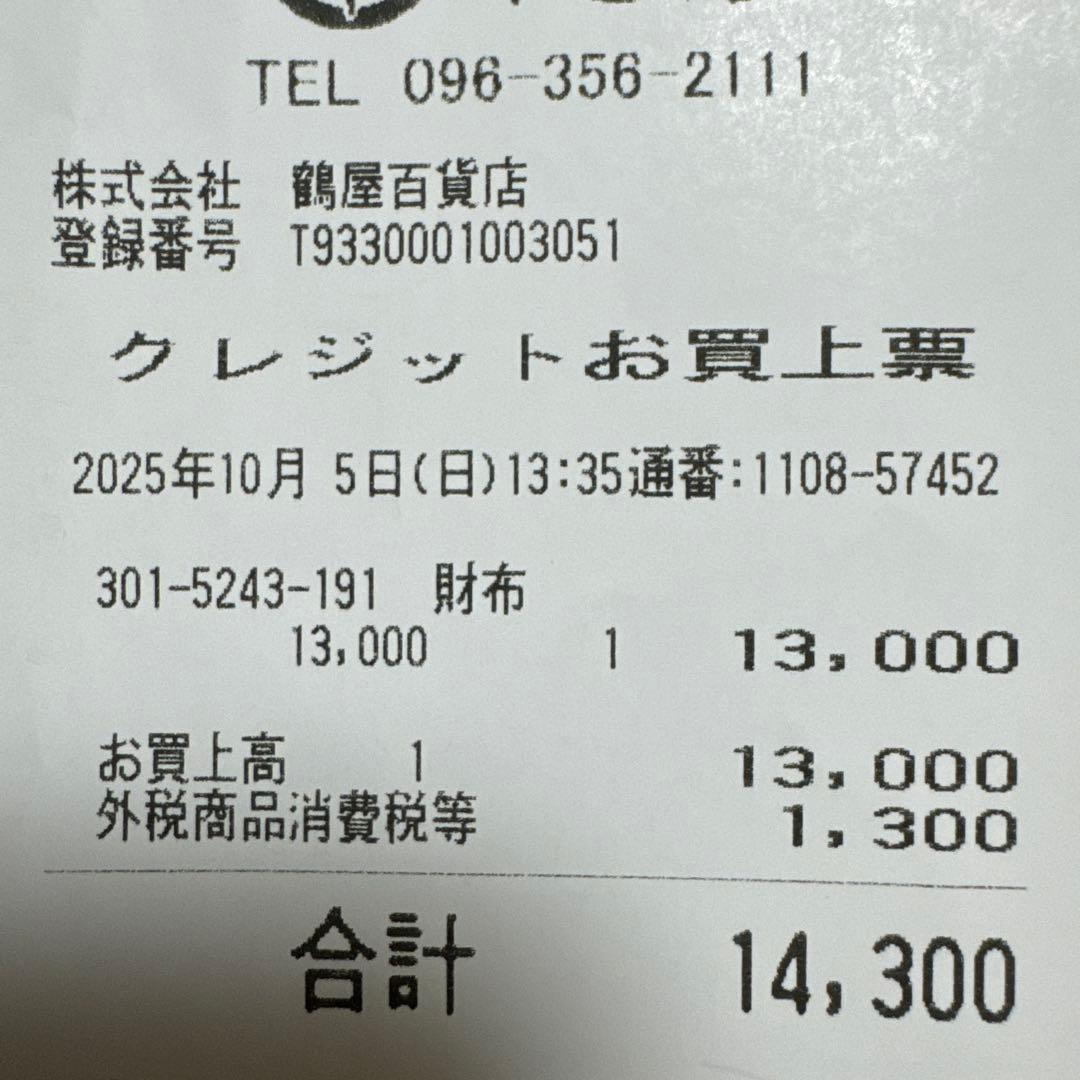 TEL 096-356-2111
株式会社 鶴屋百貨店
登録番号 T9330001003051
クレジットお買上票
2025年10月 5日(日)13:35通番:1108-57452
301-5243-191 財布
13,000 1 13,000
お買上高 1 13,000
外税商品消費税等 1,300
合計 14,300